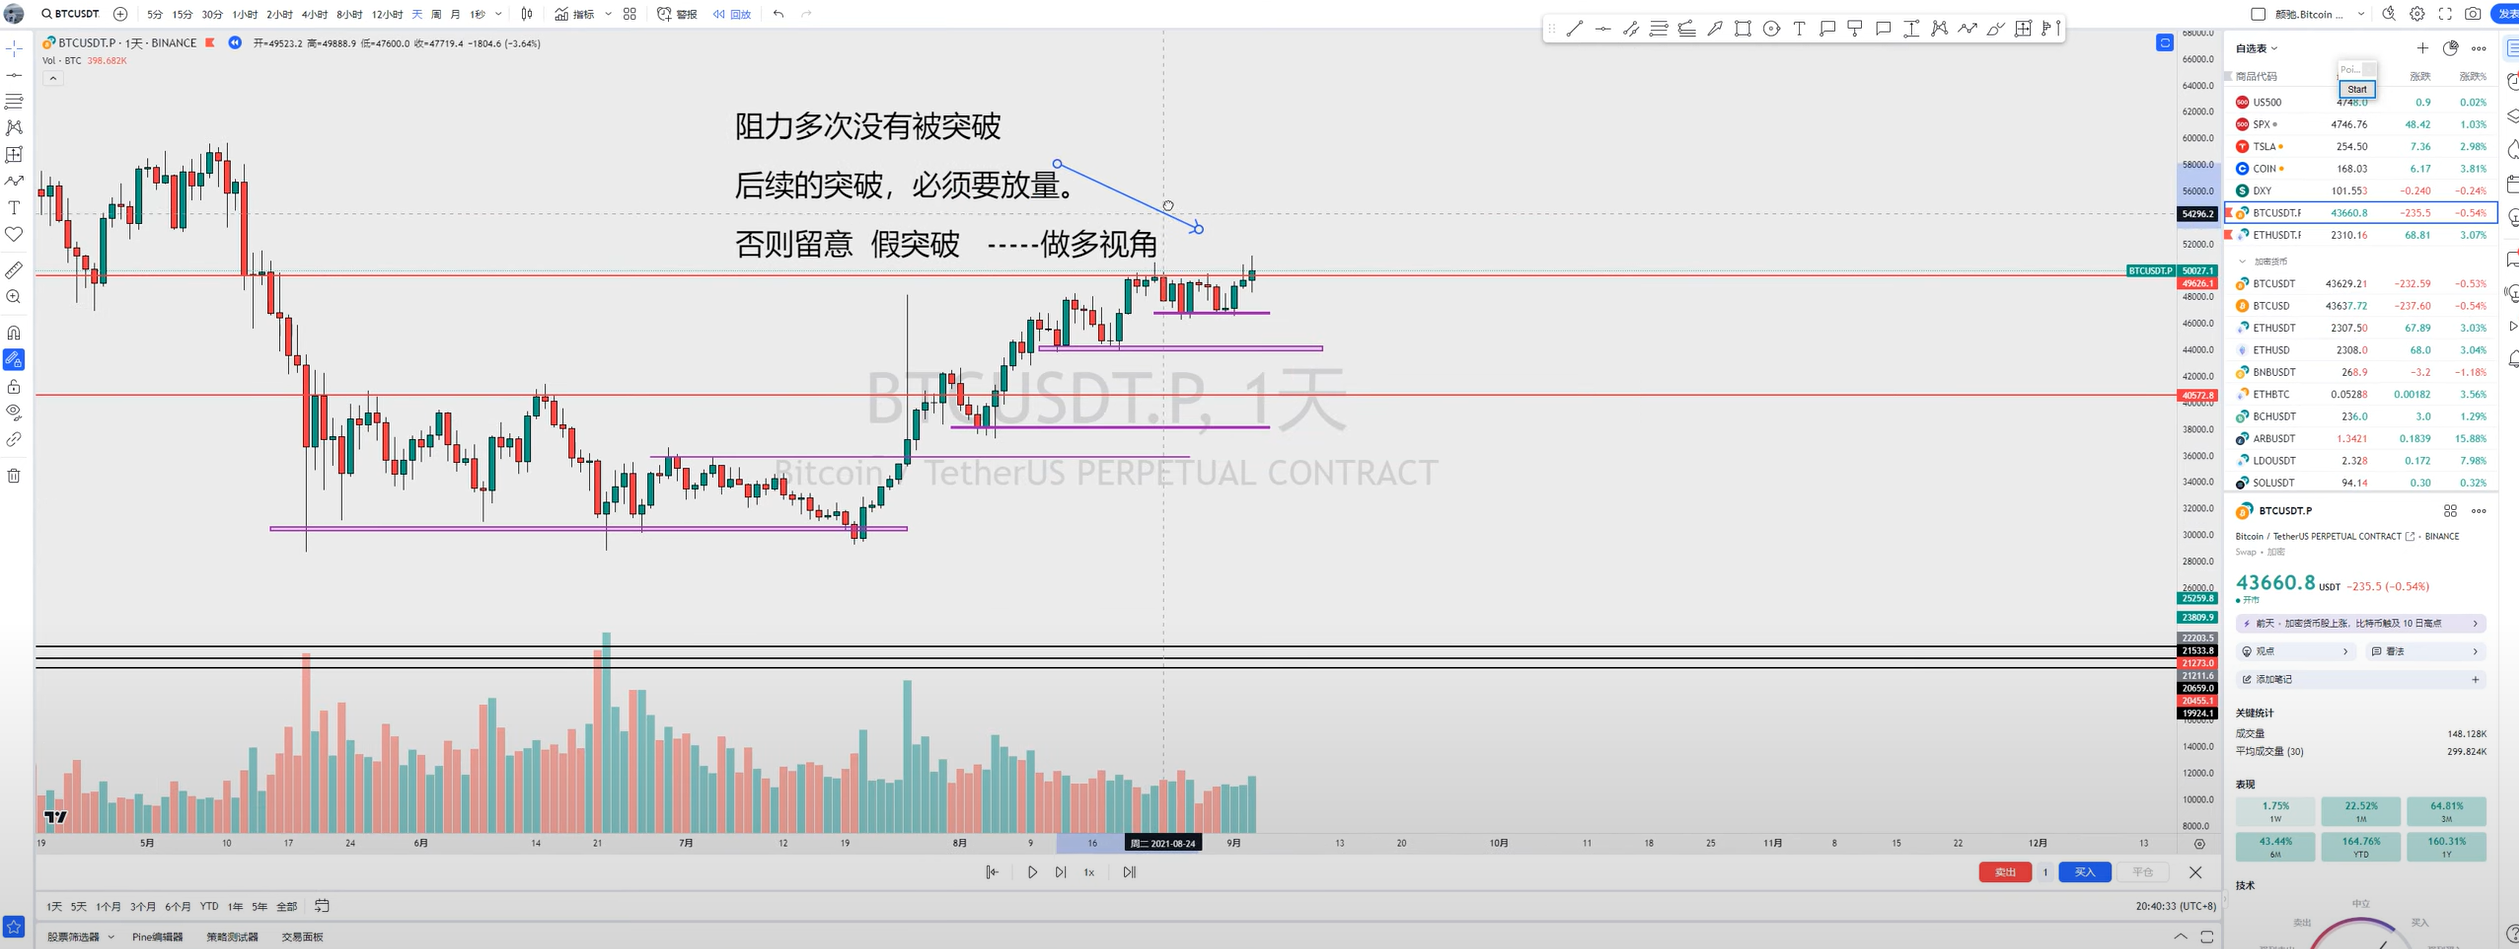 BTCUSDT. 5分 15分 30分 1小时 2小时 4小时 8小时 12小时 天 周 月 1秒 指标 警报 回放 颜驰.Bitcoin ... 发表
BTCUSDT.P · 1天 · BINANCE 开=49523.2 高=49888.9 低=47600.0 收=47719.4 −1804.6 (−3.64%)
Vol · BTC 398.682K
阻力多次没有被突破
后续的突破，必须要放量。
否则留意 假突破 -----做多视角
BTCUSDT.P, 1天
Bitcoin / TetherUS PERPETUAL CONTRACT
68000.0
66000.0
64000.0
62000.0
60000.0
58000.0
56000.0
54296.2
52000.0
BTCUSDT.P 50027.1
49626.1
48000.0
46000.0
44000.0
42000.0
40572.8
40000.0
38000.0
36000.0
34000.0
32000.0
30000.0
28000.0
26000.0
25259.8
23809.9
22203.5
21533.8
21273.0
21211.6
20659.0
20455.1
19924.1
16000.0
14000.0
12000.0
10000.0
8000.0
19 5月 10 17 24 6月 14 21 7月 12 19 8月 9 16 周二 2021-08-24 9月 13 20 10月 11 18 25 11月 8 15 22 12月 13
1x 卖出 1 买入 平仓
1天 5天 1个月 3个月 6个月 YTD 1年 5年 全部 20:40:33 (UTC+8)
股票筛选器 Pine编辑器 策略测试器 交易面板
自选表
Poi...
Start
商品代码 涨跌 涨跌%
US500 4748.0 0.9 0.02%
SPX 4746.76 48.42 1.03%
TSLA 254.50 7.36 2.98%
COIN 168.03 6.17 3.81%
DXY 101.553 −0.240 −0.24%
BTCUSDT.F 43660.8 −235.5 −0.54%
ETHUSDT.F 2310.16 68.81 3.07%
加密货币
BTCUSDT 43629.21 −232.59 −0.53%
BTCUSD 43637.72 −237.60 −0.54%
ETHUSDT 2307.50 67.89 3.03%
ETHUSD 2308.0 68.0 3.04%
BNBUSDT 268.9 −3.2 −1.18%
ETHBTC 0.05288 0.00182 3.56%
BCHUSDT 236.0 3.0 1.29%
ARBUSDT 1.3421 0.1839 15.88%
LDOUSDT 2.328 0.172 7.98%
SOLUSDT 94.14 0.30 0.32%
BTCUSDT.P
Bitcoin / TetherUS PERPETUAL CONTRACT · BINANCE
Swap · 加密
43660.8 USDT −235.5 (−0.54%)
开市
前天 · 加密货币股上涨，比特币触及 10 日高点
观点 看法
添加笔记
关键统计
成交量 148.128K
平均成交量 (30) 299.824K
表现
1.75% 22.52% 64.81%
1W 1M 3M
43.44% 164.76% 160.31%
6M YTD 1Y
技术
中立
卖出 买入